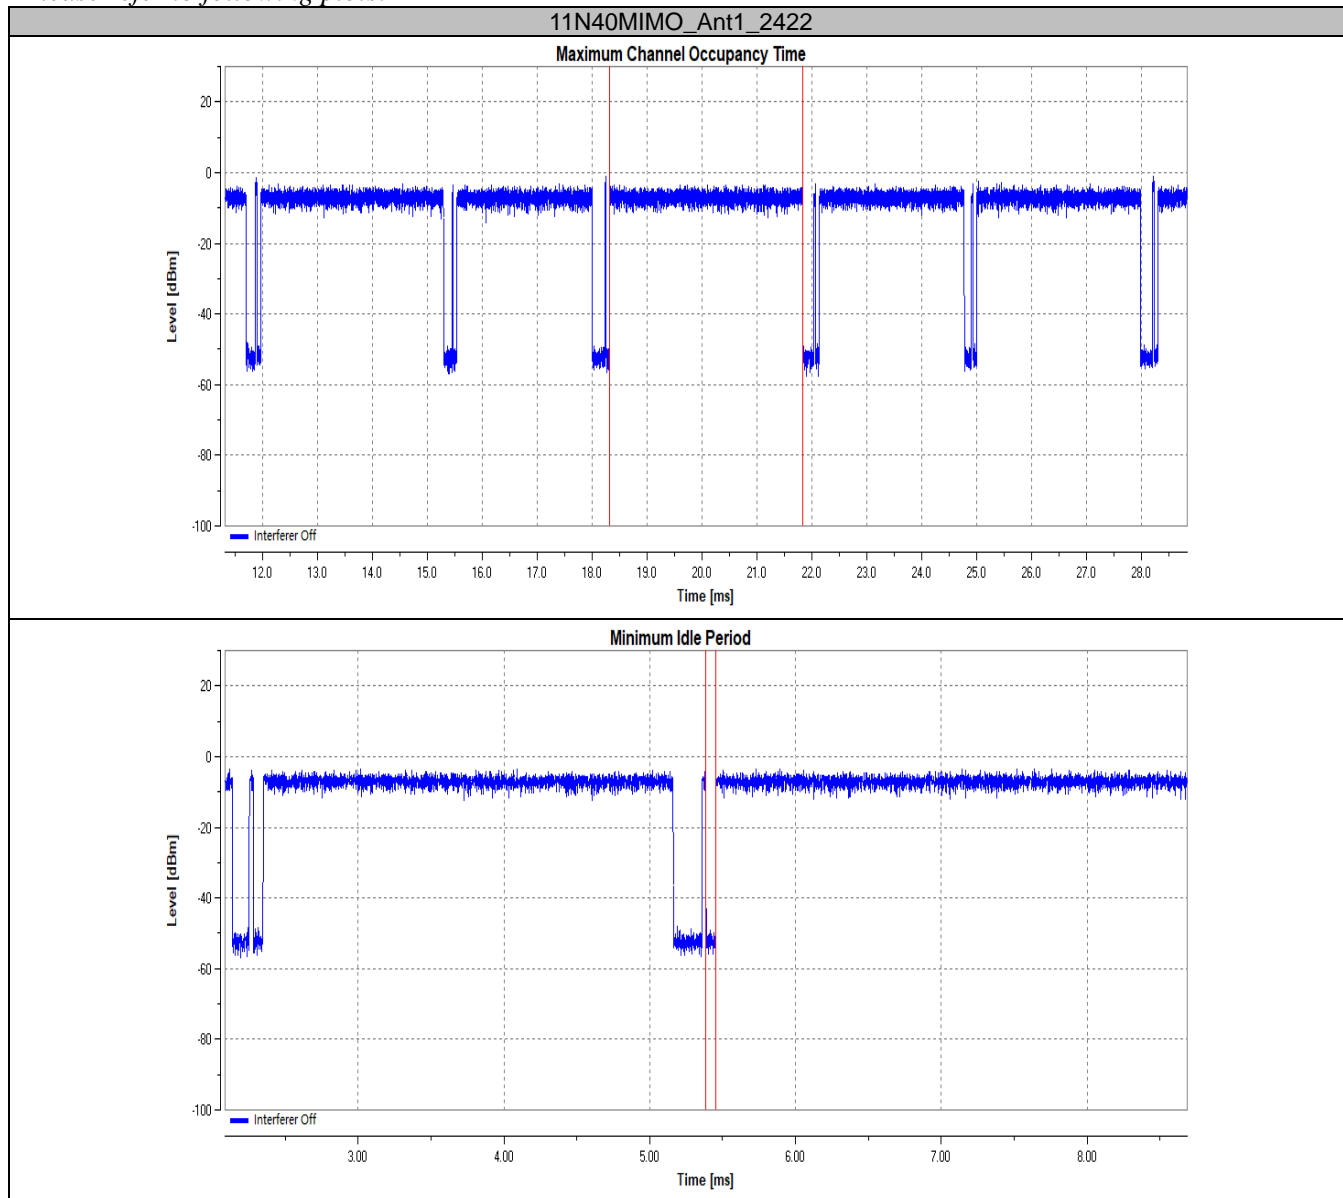 11N40MIMO_Ant1_2422
Maximum Channel Occupancy Time
20
0
-20
-40
-60
-80
-100
Level [dBm]
Interferer Off
12.0 13.0 14.0 15.0 16.0 17.0 18.0 19.0 20.0 21.0 22.0 23.0 24.0 25.0 26.0 27.0 28.0
Time [ms]
Minimum Idle Period
20
0
-20
-40
-60
-80
-100
Level [dBm]
Interferer Off
3.00 4.00 5.00 6.00 7.00 8.00
Time [ms]